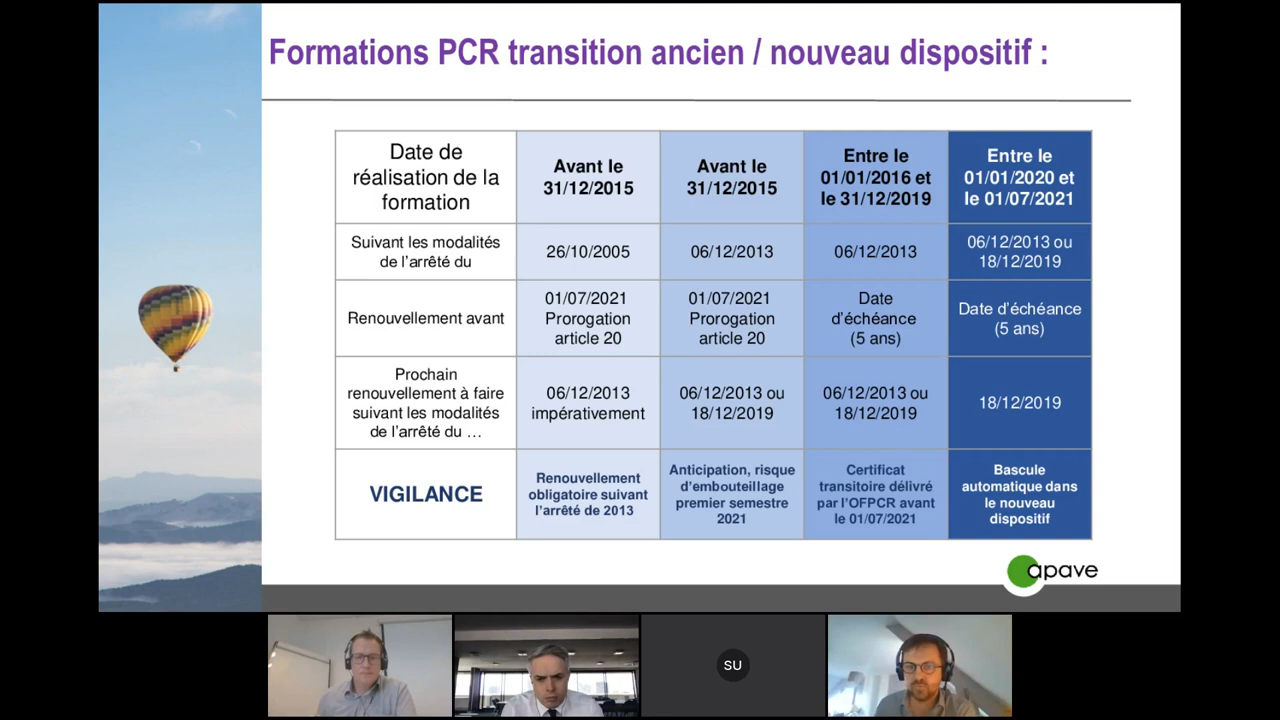 Formations PCR transition ancien / nouveau dispositif :
Date de
réalisation de la
formation
Avant le
31/12/2015
Avant le
31/12/2015
Entre le
01/01/2016 et
le 31/12/2019
Entre le
01/01/2020 et
le 01/07/2021
Suivant les modalités
de l’arrêté du
26/10/2005
06/12/2013
06/12/2013
06/12/2013 ou
18/12/2019
Renouvellement avant
01/07/2021
Prorogation
article 20
01/07/2021
Prorogation
article 20
Date
d’échéance
(5 ans)
Date d’échéance
(5 ans)
Prochain
renouvellement à faire
suivant les modalités
de l’arrêté du …
06/12/2013
impérativement
06/12/2013 ou
18/12/2019
06/12/2013 ou
18/12/2019
18/12/2019
VIGILANCE
Renouvellement
obligatoire suivant
l’arrêté de 2013
Anticipation, risque
d’embouteillage
premier semestre
2021
Certificat
transitoire délivré
par l’OFPCR avant
le 01/07/2021
Bascule
automatique dans
le nouveau
dispositif
apave
SU